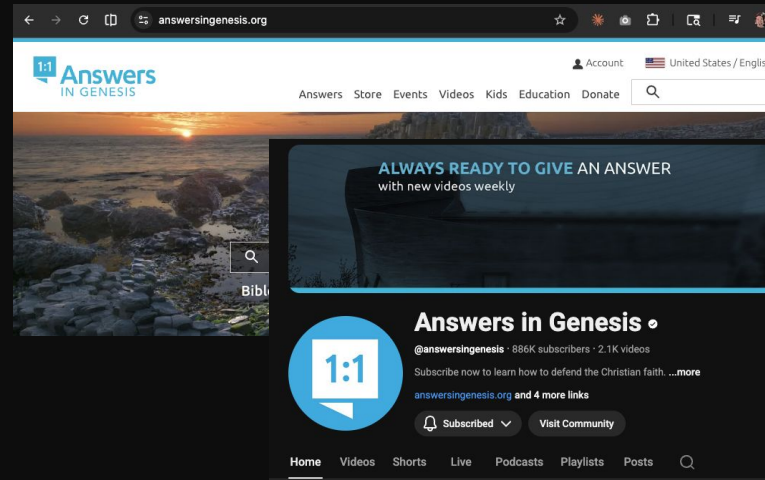 answersingenesis.org
Account United States / Englis
1:1 Answers
IN GENESIS
Answers Store Events Videos Kids Education Donate
ALWAYS READY TO GIVE AN ANSWER
with new videos weekly
Bibl
1:1
Answers in Genesis
@answersingenesis · 886K subscribers · 2.1K videos
Subscribe now to learn how to defend the Christian faith. ...more
answersingenesis.org and 4 more links
Subscribed Visit Community
Home Videos Shorts Live Podcasts Playlists Posts